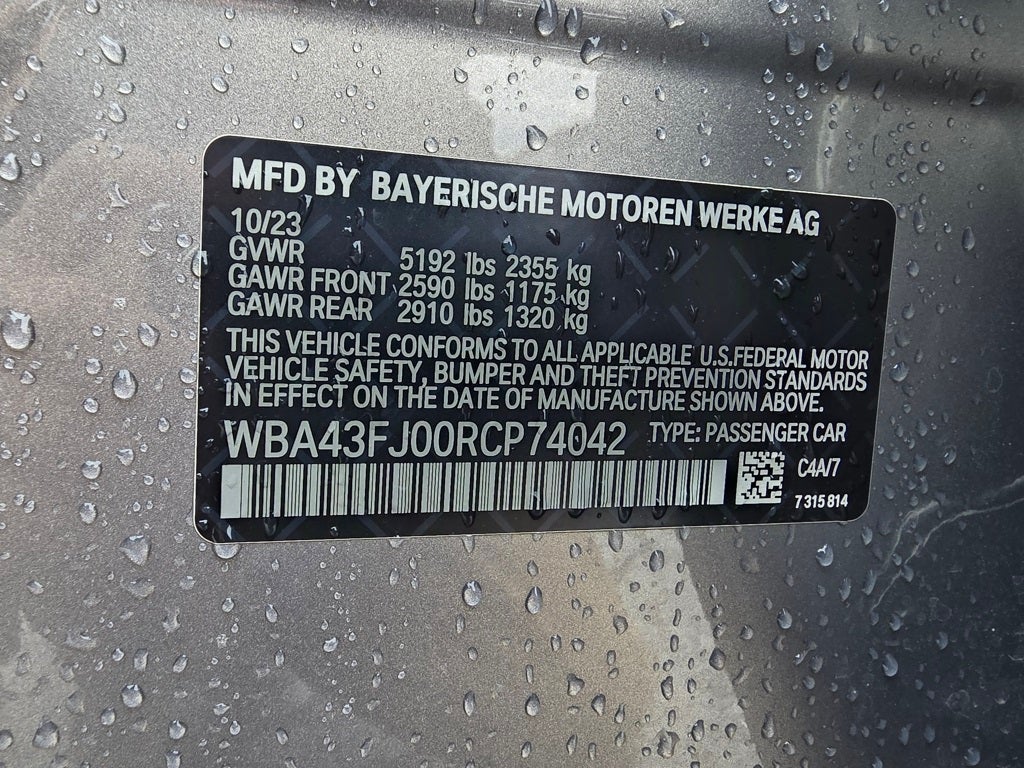 MFD BY BAYERISCHE MOTOREN WERKE AG
10/23
GVWR 5192 lbs 2355 kg
GAWR FRONT 2590 lbs 1175 kg
GAWR REAR 2910 lbs 1320 kg
THIS VEHICLE CONFORMS TO ALL APPLICABLE U.S.FEDERAL MOTOR
VEHICLE SAFETY, BUMPER AND THEFT PREVENTION STANDARDS
IN EFFECT ON THE DATE OF MANUFACTURE SHOWN ABOVE.
WBA43FJ00RCP74042 TYPE: PASSENGER CAR
C4A/7
7 315 814